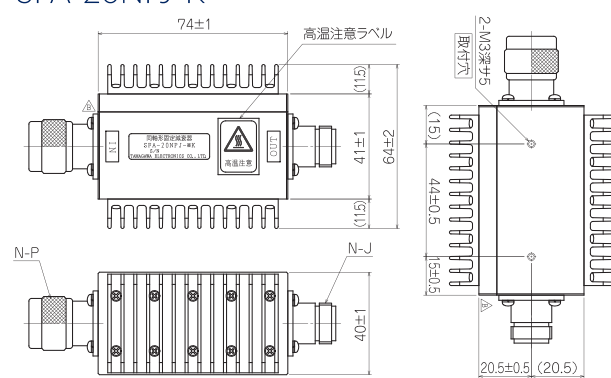 SFA-20NPJ-K
74±1
高温注意ラベル
(11.5)
41±1
64±2
(11.5)
IN
同軸形固定減衰器
SFA-20NPJ-WK
S/N
TAMAGAWA ELECTRONICS CO., LTD.
高温注意
OUT
N-P
N-J
40±1
2-M3深サ5
取付穴
(15)
44±0.5
15±0.5
20.5±0.5
(20.5)